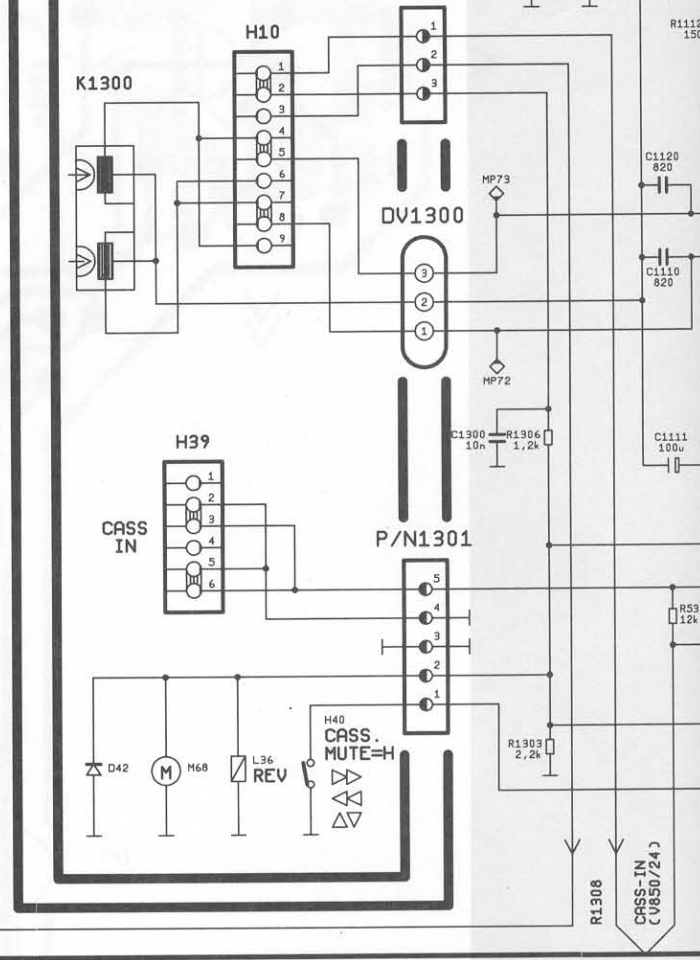 H10
1
2
3
4
5
6
7
8
9
K1300
1
2
3
R1112
150
C1120
820
MP73
DV1300
3
2
1
C1110
820
MP72
C1300
10n
R1306
1,2k
C1111
100u
H39
1
2
3
4
5
6
CASS
IN
P/N1301
5
4
3
2
1
R53
12k
H40
CASS.
MUTE=H
D42
M
M68
L36
REV
R1303
2,2k
R1308
CASS-IN
(V850/24)